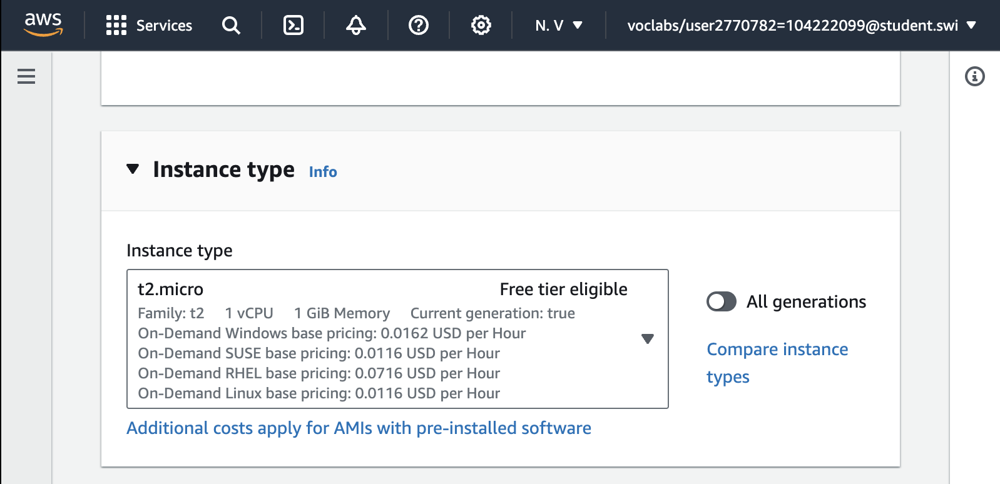 aws Services N. V voclabs/user2770782=104222099@student.swi
Instance type Info
Instance type
t2.micro Free tier eligible
Family: t2 1 vCPU 1 GiB Memory Current generation: true
On-Demand Windows base pricing: 0.0162 USD per Hour
On-Demand SUSE base pricing: 0.0116 USD per Hour
On-Demand RHEL base pricing: 0.0716 USD per Hour
On-Demand Linux base pricing: 0.0116 USD per Hour
Additional costs apply for AMIs with pre-installed software
All generations
Compare instance
types